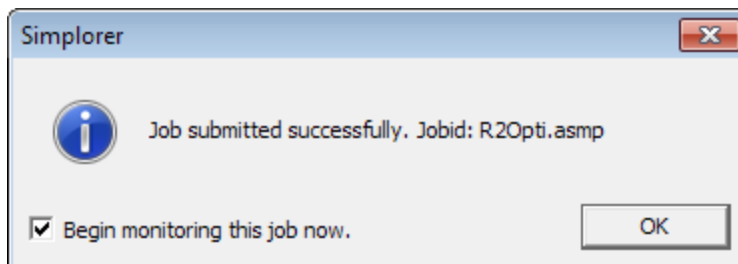 Simplorer
Job submitted successfully. Jobid: R2Opti.asmp
Begin monitoring this job now.
OK